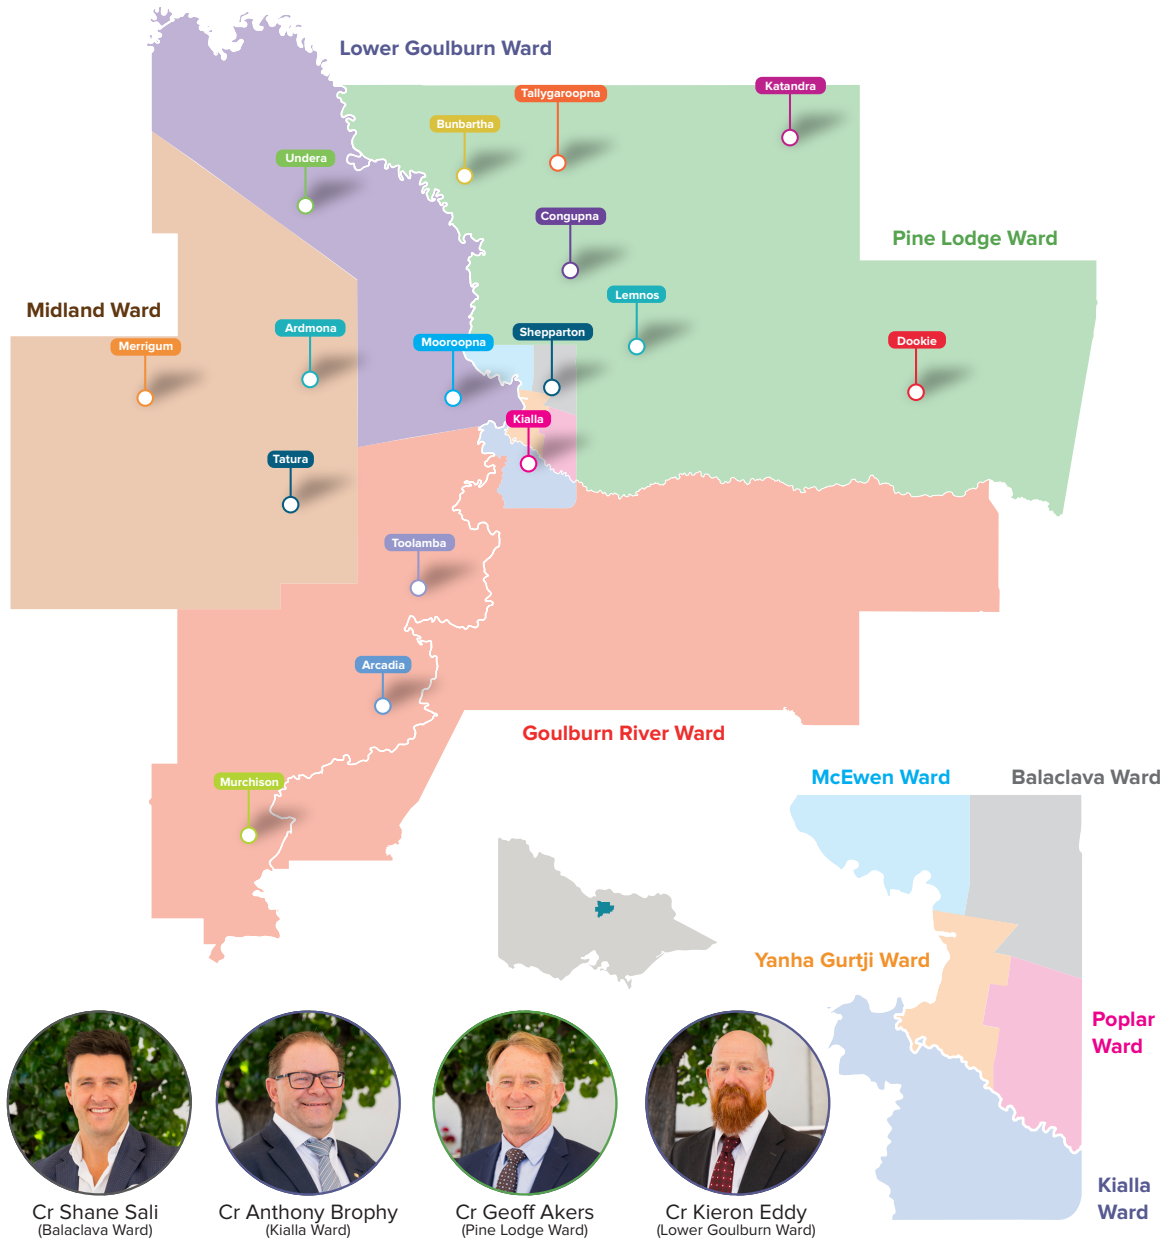 Lower Goulburn Ward
Katandra
Tallygaroopna
Bunbartha
Undera
Congupna
Pine Lodge Ward
Lemnos
Midland Ward
Ardmona
Shepparton
Mooroopna
Merrigum
Dookie
Kialla
Tatura
Toolamba
Arcadia
Goulburn River Ward
Murchison
McEwen Ward
Balaclava Ward
Yanha Gurtji Ward
Poplar
Ward
Kialla
Ward
Cr Shane Sali
(Balaclava Ward)
Cr Anthony Brophy
(Kialla Ward)
Cr Geoff Akers
(Pine Lodge Ward)
Cr Kieron Eddy
(Lower Goulburn Ward)